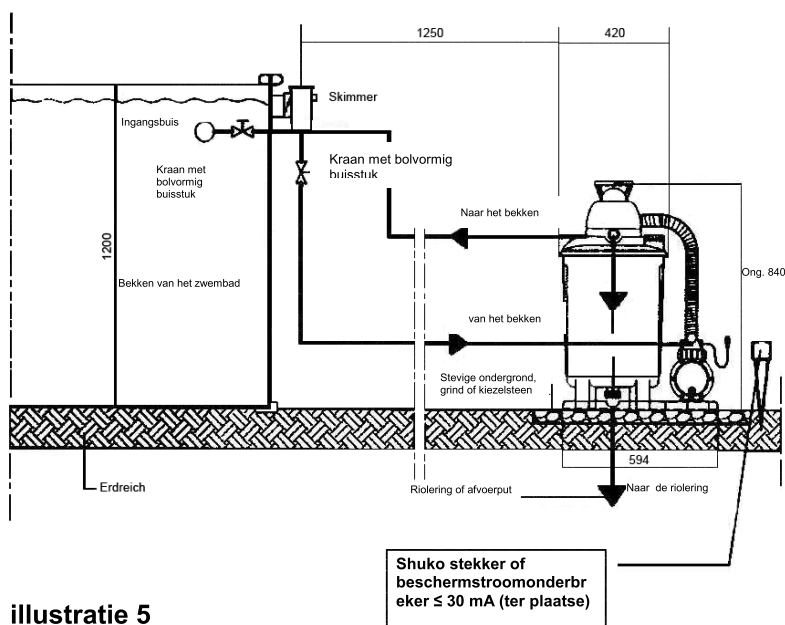 1250
420
Skimmer
Ingangsbuis
Kraan met
bolvormig
buisstuk
Kraan met bolvormig
buisstuk
Naar het bekken
1200
Ong. 840
Bekken van het zwembad
van het bekken
Stevige ondergrond,
grind of kiezelsteen
594
Erdreich
Riolering of afvoerput
Naar de riolering
Shuko stekker of
beschermstroomonderbr
eker ≤ 30 mA (ter plaatse)
illustratie 5